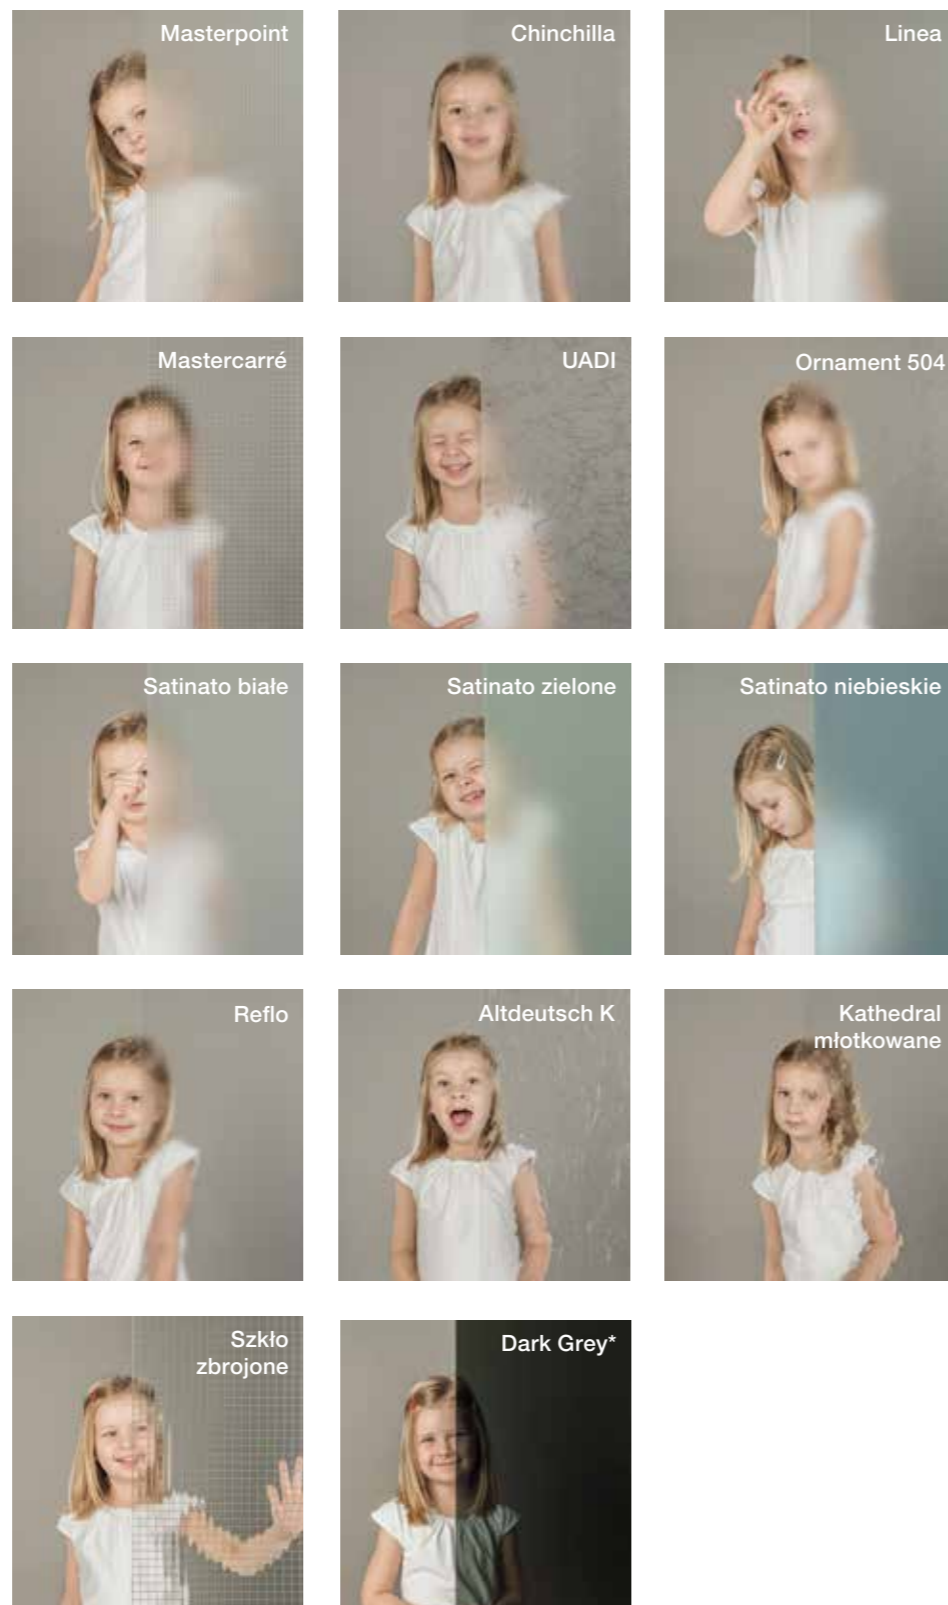 Masterpoint
Chinchilla
Linea
Mastercarré
UADI
Ornament 504
Satinato białe
Satinato zielone
Satinato niebieskie
Reflo
Altdeutsch K
Kathedral
młotkowane
Szkło
zbrojone
Dark Grey*